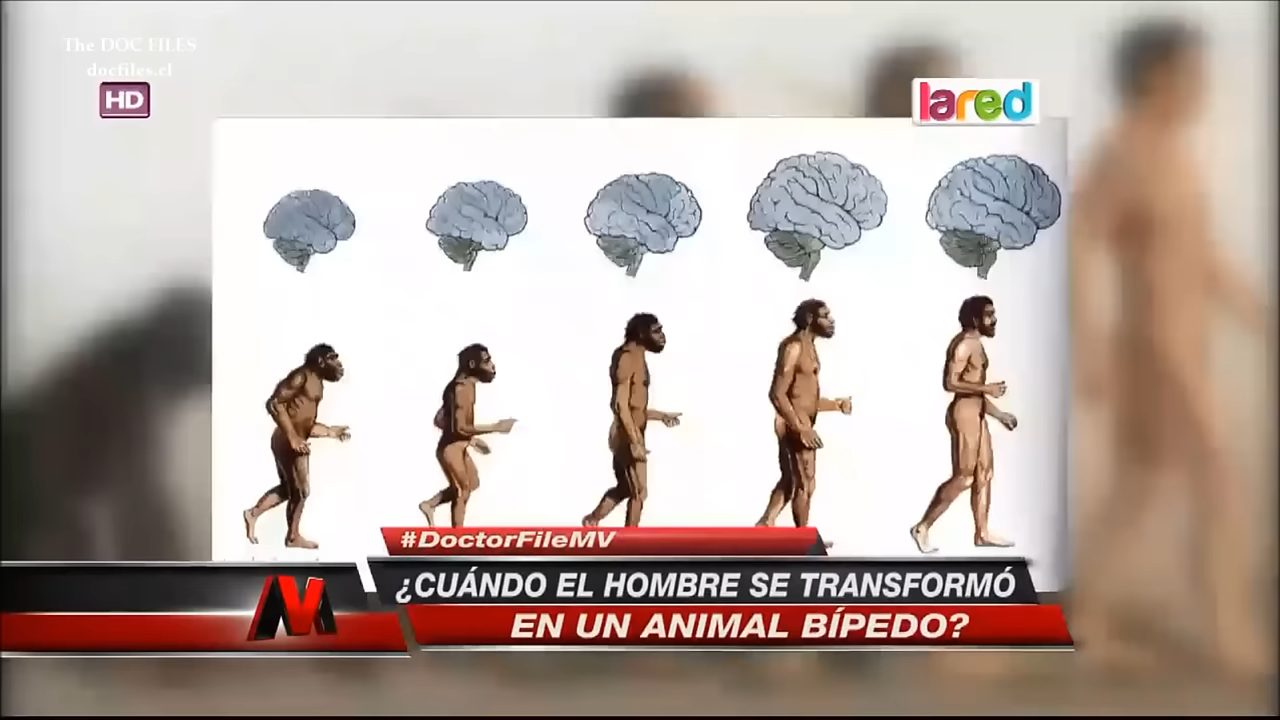 The DOC FILES
docfiles.cl
HD
lared
#DoctorFileMV
¿CUÁNDO EL HOMBRE SE TRANSFORMÓ
EN UN ANIMAL BÍPEDO?